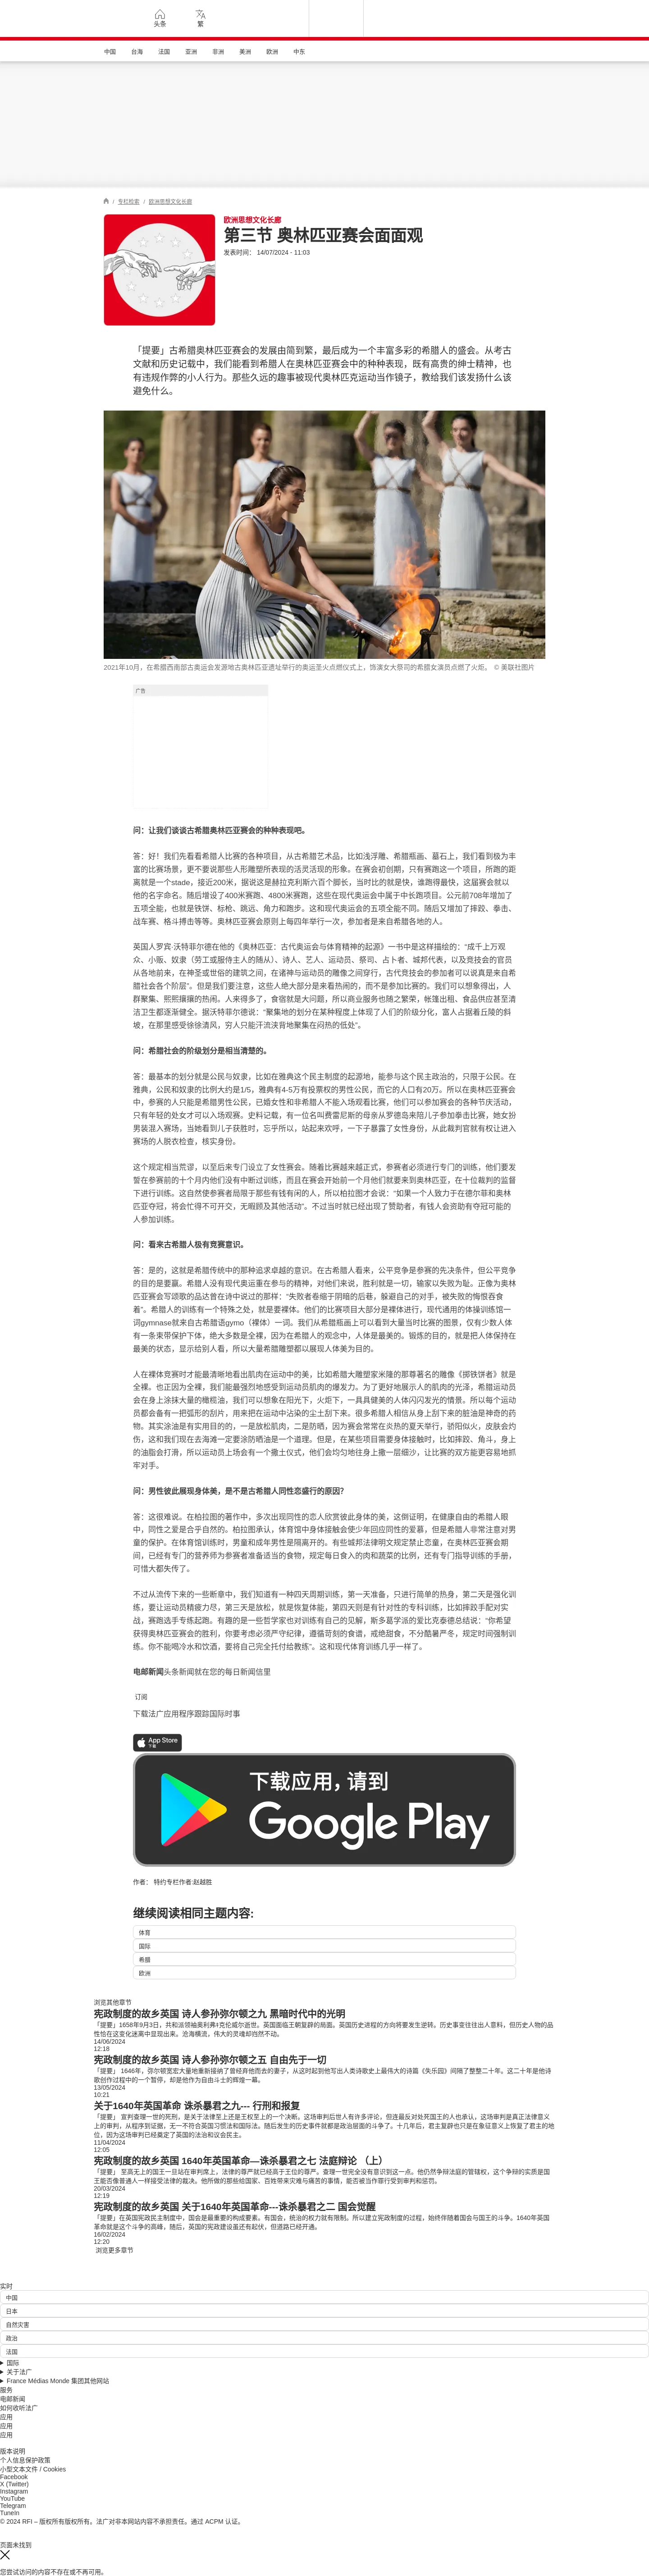 头条
繁
中国 台海 法国 亚洲 非洲 美洲 欧洲 中东
/ 专栏检索 / 欧洲思想文化长廊
欧洲思想文化长廊
第三节 奥林匹亚赛会面面观
发表时间： 14/07/2024 - 11:03
「提要」古希腊奥林匹亚赛会的发展由简到繁，最后成为一个丰富多彩的希腊人的盛会。从考古
文献和历史记载中，我们能看到希腊人在奥林匹亚赛会中的种种表现，既有高贵的绅士精神，也
有违规作弊的小人行为。那些久远的趣事被现代奥林匹克运动当作镜子，教给我们该发扬什么该
避免什么。
2021年10月，在希腊西南部古奥运会发源地古奥林匹亚遗址举行的奥运圣火点燃仪式上，饰演女大祭司的希腊女演员点燃了火炬。 © 美联社图片
广告
问：让我们谈谈古希腊奥林匹亚赛会的种种表现吧。
答：好！我们先看看希腊人比赛的各种项目，从古希腊艺术品，比如浅浮雕、希腊瓶画、墓石上，我们看到极为丰
富的比赛场景，更不要说那些人形雕塑所表现的活灵活现的形象。在赛会初创期，只有赛跑这一个项目，所跑的距
离就是一个stade，接近200米，据说这是赫拉克利斯六百个脚长，当时比的就是快，谁跑得最快，这届赛会就以
他的名字命名。随后增设了400米赛跑、4800米赛跑，这些在现代奥运会中属于中长跑项目。公元前708年增加了
五项全能，也就是铁饼、标枪、跳远、角力和跑步。这和现代奥运会的五项全能不同。随后又增加了摔跤、拳击、
战车赛、格斗搏击等等。奥林匹亚赛会原则上每四年举行一次，参加者是来自希腊各地的人。
英国人罗宾·沃特菲尔德在他的《奥林匹亚：古代奥运会与体育精神的起源》一书中是这样描绘的：“成千上万观
众、小贩、奴隶（劳工或服侍主人的随从）、诗人、艺人、运动员、祭司、占卜者、城邦代表，以及竞技会的官员
从各地前来，在神圣或世俗的建筑之间，在诸神与运动员的雕像之间穿行，古代竞技会的参加者可以说真是来自希
腊社会各个阶层”。但是我们要注意，这些人绝大部分是来看热闹的，而不是参加比赛的。我们可以想象得出，人
群聚集、熙熙攘攘的热闹。人来得多了，食宿就是大问题，所以商业服务也随之繁荣，帐篷出租、食品供应甚至清
洁卫生都逐渐健全。据沃特菲尔德说：“聚集地的划分在某种程度上体现了人们的阶级分化，富人占据着丘陵的斜
坡，在那里感受徐徐清风，穷人只能汗流浃背地聚集在闷热的低处”。
问：希腊社会的阶级划分是相当清楚的。
答：最基本的划分就是公民与奴隶，比如在雅典这个民主制度的起源地，能参与这个民主政治的，只限于公民。在
雅典，公民和奴隶的比例大约是1/5，雅典有4-5万有投票权的男性公民，而它的人口有20万。所以在奥林匹亚赛会
中，参赛的人只能是希腊男性公民，已婚女性和非希腊人不能入场观看比赛，他们可以参加赛会的各种节庆活动，
只有年轻的处女才可以入场观赛。史料记载，有一位名叫费雷尼斯的母亲从罗德岛来陪儿子参加拳击比赛，她女扮
男装混入赛场，当她看到儿子获胜时，忘乎所以，站起来欢呼，一下子暴露了女性身份，从此裁判官就有权让进入
赛场的人脱衣检查，核实身份。
这个规定相当荒谬，以至后来专门设立了女性赛会。随着比赛越来越正式，参赛者必须进行专门的训练，他们要发
誓在参赛前的十个月内他们没有中断过训练，而且在赛会开始前一个月他们就要来到奥林匹亚，在十位裁判的监督
下进行训练。这自然使参赛者局限于那些有钱有闲的人，所以柏拉图才会说：“如果一个人致力于在德尔菲和奥林
匹亚夺冠，将会忙得不可开交，无暇顾及其他活动”。不过当时就已经出现了赞助者，有钱人会资助有夺冠可能的
人参加训练。
问：看来古希腊人极有竞赛意识。
答：是的，这就是希腊传统中的那种追求卓越的意识。在古希腊人看来，公平竞争是参赛的先决条件，但公平竞争
的目的是要赢。希腊人没有现代奥运重在参与的精神，对他们来说，胜利就是一切，输家以失败为耻。正像为奥林
匹亚赛会写颂歌的品达曾在诗中说过的那样：“失败者卷缩于阴暗的后巷，躲避自己的对手，被失败的悔恨吞食
着”。希腊人的训练有一个特殊之处，就是要裸体。他们的比赛项目大部分是裸体进行，现代通用的体操训练馆一
词gymnase就来自古希腊语gymo（裸体）一词。我们从希腊瓶画上可以看到大量当时比赛的图景，仅有少数人体
有一条束带保护下体，绝大多数是全裸，因为在希腊人的观念中，人体是最美的。锻炼的目的，就是把人体保持在
最美的状态，显示给别人看，所以大量希腊雕塑都以展现人体美为目的。
人在裸体竞赛时才能最清晰地看出肌肉在运动中的美，比如希腊大雕塑家米隆的那尊著名的雕像《掷铁饼者》就是
全裸。也正因为全裸，我们能最强烈地感受到运动员肌肉的爆发力。为了更好地展示人的肌肉的光泽，希腊运动员
会在身上涂抹大量的橄榄油，我们可以想象在阳光下，火炬下，一具具健美的人体闪闪发光的情景。所以每个运动
员都会备有一把弧形的刮片，用来把在运动中沾染的尘土刮下来。很多希腊人相信从身上刮下来的脏油是神奇的药
物。其实涂油是有实用目的的，一是放松肌肉，二是防晒，因为赛会常常在炎热的夏天举行，骄阳似火，皮肤会灼
伤，这和我们现在去海滩一定要涂防晒油是一个道理。但是，在某些项目需要身体接触时，比如摔跤、角斗，身上
的油脂会打滑，所以运动员上场会有一个撒土仪式，他们会均匀地往身上撒一层细沙，让比赛的双方能更容易地抓
牢对手。
问：男性彼此展现身体美，是不是古希腊人同性恋盛行的原因?
答：这很难说。在柏拉图的著作中，多次出现同性的恋人欣赏彼此身体的美，这倒证明，在健康自由的希腊人眼
中，同性之爱是合乎自然的。柏拉图承认，体育馆中身体接触会使少年回应同性的爱慕，但是希腊人非常注意对男
童的保护。在体育馆训练时，男童和成年男性是隔离开的。有些城邦法律明文规定禁止恋童，在奥林匹亚赛会期
间，已经有专门的营养师为参赛者准备适当的食物，规定每日食入的肉和蔬菜的比例，还有专门指导训练的手册，
可惜大都失传了。
不过从流传下来的一些断章中，我们知道有一种四天周期训练，第一天准备，只进行简单的热身，第二天是强化训
练，要让运动员精疲力尽，第三天是放松，就是恢复体能，第四天则是有针对性的专科训练，比如摔跤手配对实
战，赛跑选手专练起跑。有趣的是一些哲学家也对训练有自己的见解，斯多葛学派的爱比克泰德总结说：“你希望
获得奥林匹亚赛会的胜利，你要考虑必须严守纪律，遵循苛刻的食谱，戒绝甜食，不分酷暑严冬，规定时间强制训
练。你不能喝冷水和饮酒，要将自己完全托付给教练”。这和现代体育训练几乎一样了。
电邮新闻头条新闻就在您的每日新闻信里
订阅
下载法广应用程序跟踪国际时事
App Store
下载
下载应用，请到
Google Play
作者： 特约专栏作者:赵越胜
继续阅读相同主题内容:
体育
国际
希腊
欧洲
浏览其他章节
宪政制度的故乡英国 诗人参孙弥尔顿之九 黑暗时代中的光明
「提要」1658年9月3日，共和派领袖奥利弗#克伦威尔逝世。英国面临王朝复辟的局面。英国历史进程的方向将要发生逆转。历史事变往往出人意料，但历史人物的品
性恰在这变化迷离中显现出来。沧海横流，伟大的灵魂却岿然不动。
14/06/2024
12:18
宪政制度的故乡英国 诗人参孙弥尔顿之五 自由先于一切
「提要」 1646年，弥尔顿宽宏大量地重新接纳了曾经弃他而去的妻子，从这时起到他写出人类诗歌史上最伟大的诗篇《失乐园》间隔了整整二十年。这二十年是他诗
歌创作过程中的一个暂停，却是他作为自由斗士的辉煌一幕。
13/05/2024
10:21
关于1640年英国革命 诛杀暴君之九--- 行刑和报复
「提要」 宣判查理一世的死刑，是关于法律至上还是王权至上的一个决断。这场审判后世人有许多评论，但连最反对处死国王的人也承认，这场审判是真正法律意义
上的审判，从程序到证据，无一不符合英国习惯法和国际法。随后发生的历史事件就都是政治层面的斗争了。十几年后，君主复辟也只是在象征意义上恢复了君主的地
位，因为这场审判已经奠定了英国的法治和议会民主。
11/04/2024
12:05
宪政制度的故乡英国 1640年英国革命—诛杀暴君之七 法庭辩论 （上）
「提要」 至高无上的国王一旦站在审判席上，法律的尊严就已经高于王位的尊严。查理一世完全没有意识到这一点。他仍然争辩法庭的管辖权，这个争辩的实质是国
王能否像普通人一样接受法律的裁决。他所做的那些给国家、百姓带来灾难与痛苦的事情，能否被当作罪行受到审判和惩罚。
20/03/2024
12:19
宪政制度的故乡英国 关于1640年英国革命---诛杀暴君之二 国会觉醒
「提要」在英国宪政民主制度中，国会是最重要的构成要素。有国会，统治的权力就有限制。所以建立宪政制度的过程，始终伴随着国会与国王的斗争。1640年英国
革命就是这个斗争的高峰，随后，英国的宪政建设虽还有起伏，但道路已经开通。
16/02/2024
12:20
浏览更多章节
实时
中国
日本
自然灾害
政治
法国
国际
关于法广
France Médias Monde 集团其他网站
服务
电邮新闻
如何收听法广
应用
应用
应用
版本说明
个人信息保护政策
小型文本文件 / Cookies
Facebook
X (Twitter)
Instagram
YouTube
Telegram
TuneIn
© 2024 RFI – 版权所有版权所有。法广对非本网站内容不承担责任。通过 ACPM 认证。
页面未找到
您尝试访问的内容不存在或不再可用。